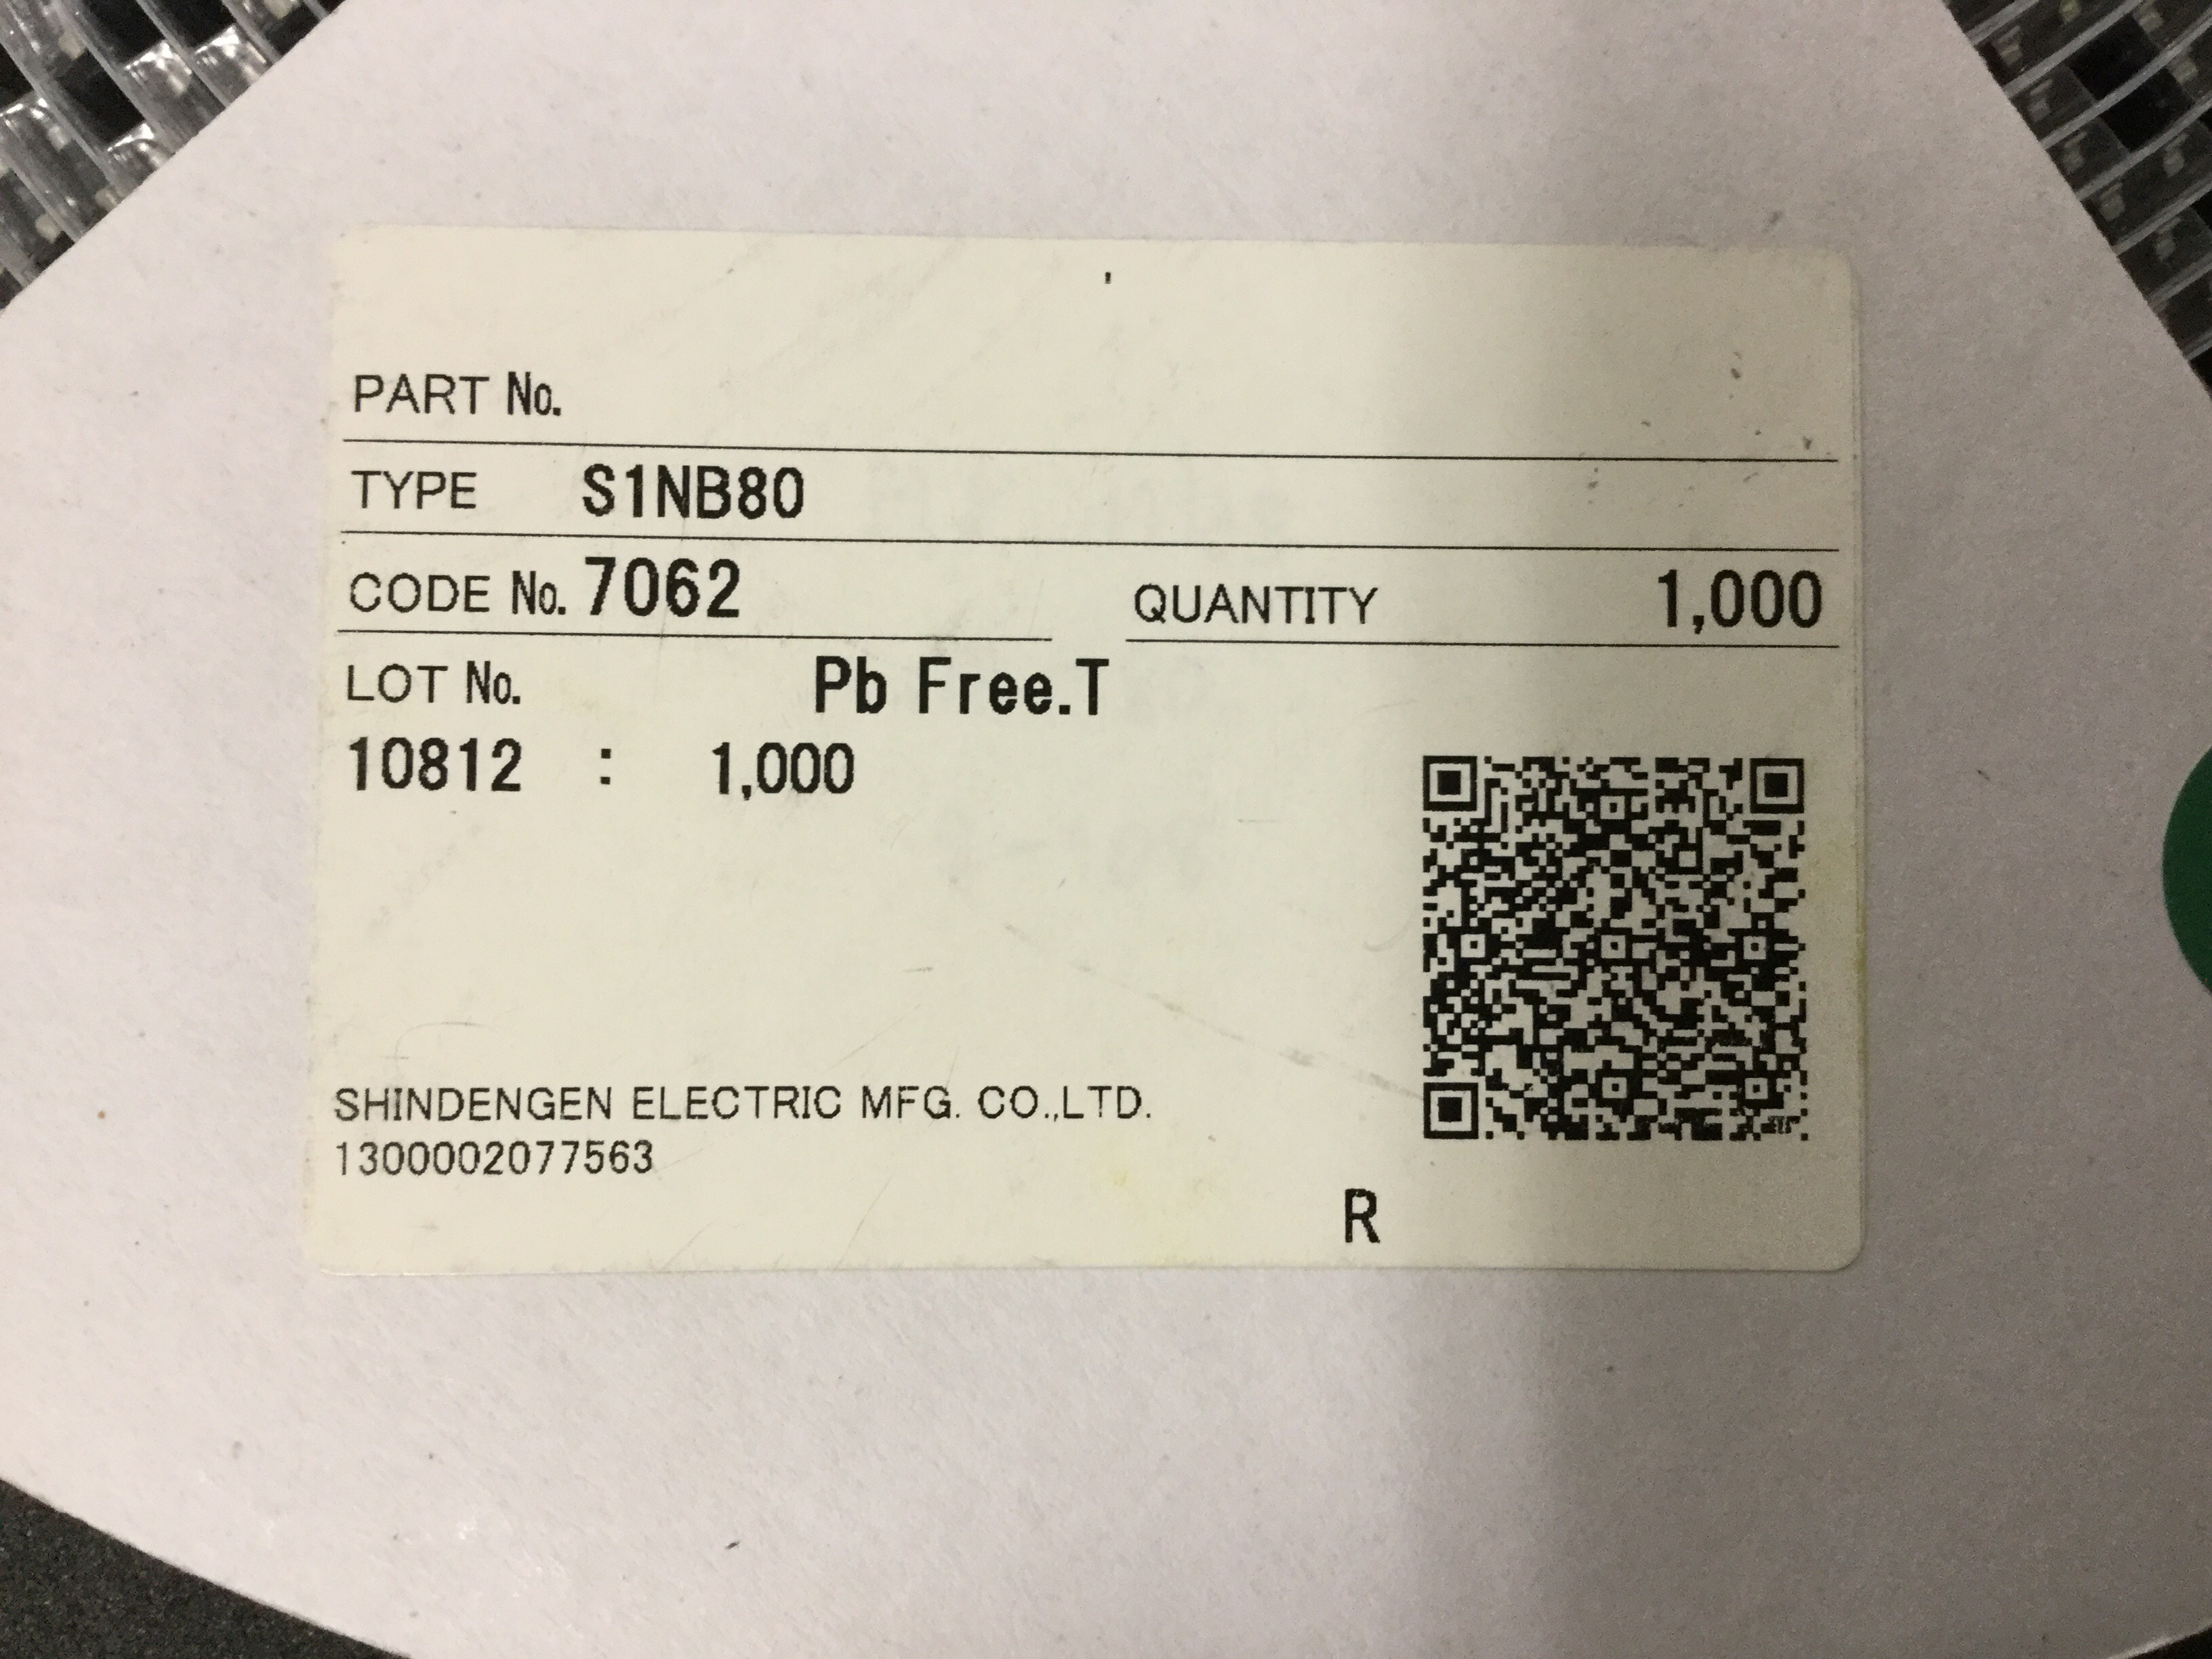 PART No.
TYPE S1NB80
CODE No. 7062 QUANTITY 1,000
LOT No. Pb Free.T
10812 : 1,000
SHINDENGEN ELECTRIC MFG. CO.,LTD.
1300002077563
R